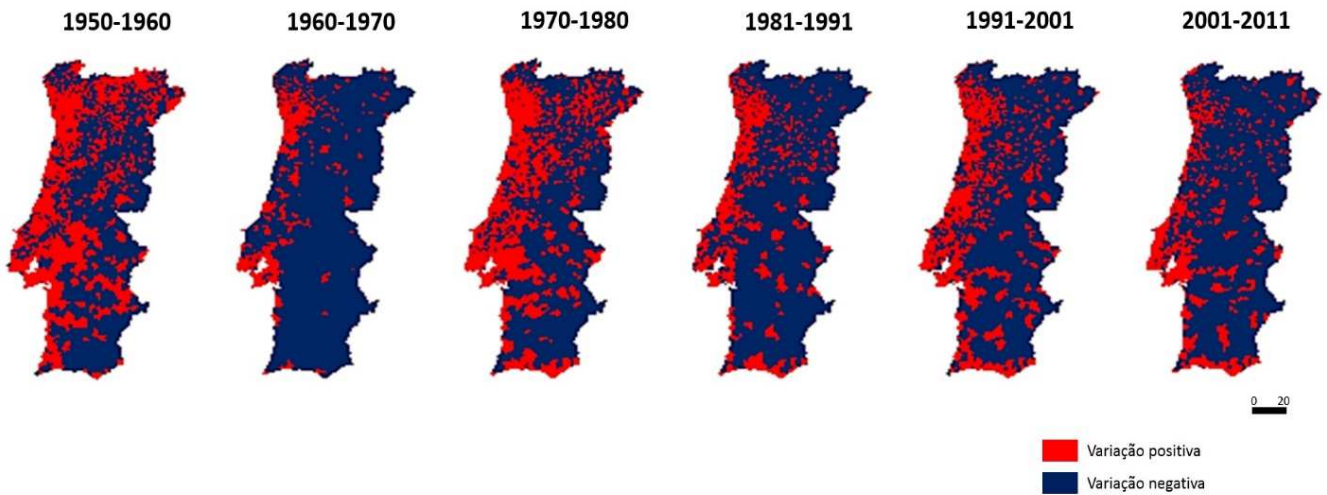 1950-1960 1960-1970 1970-1980 1981-1991 1991-2001 2001-2011
0 20
Variação positiva
Variação negativa